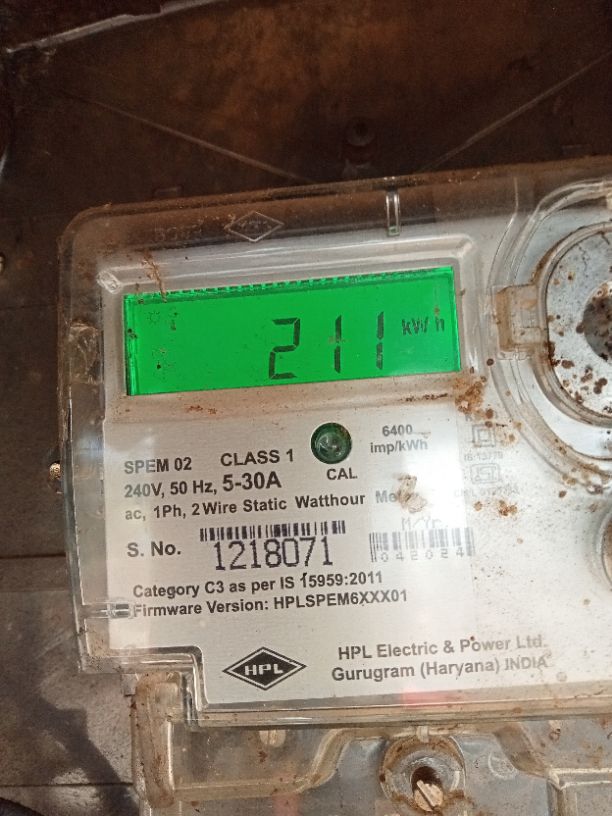 211 kWh
SPEM 02 CLASS 1
6400 imp/kWh
240V, 50 Hz, 5-30A CAL
ac, 1Ph, 2 Wire Static Watthour
M/Yr.
S. No. 1218071
042024
Category C3 as per IS 15959:2011
Firmware Version: HPLSPEM6XXX01
HPL
HPL Electric & Power Ltd.
Gurugram (Haryana) INDIA